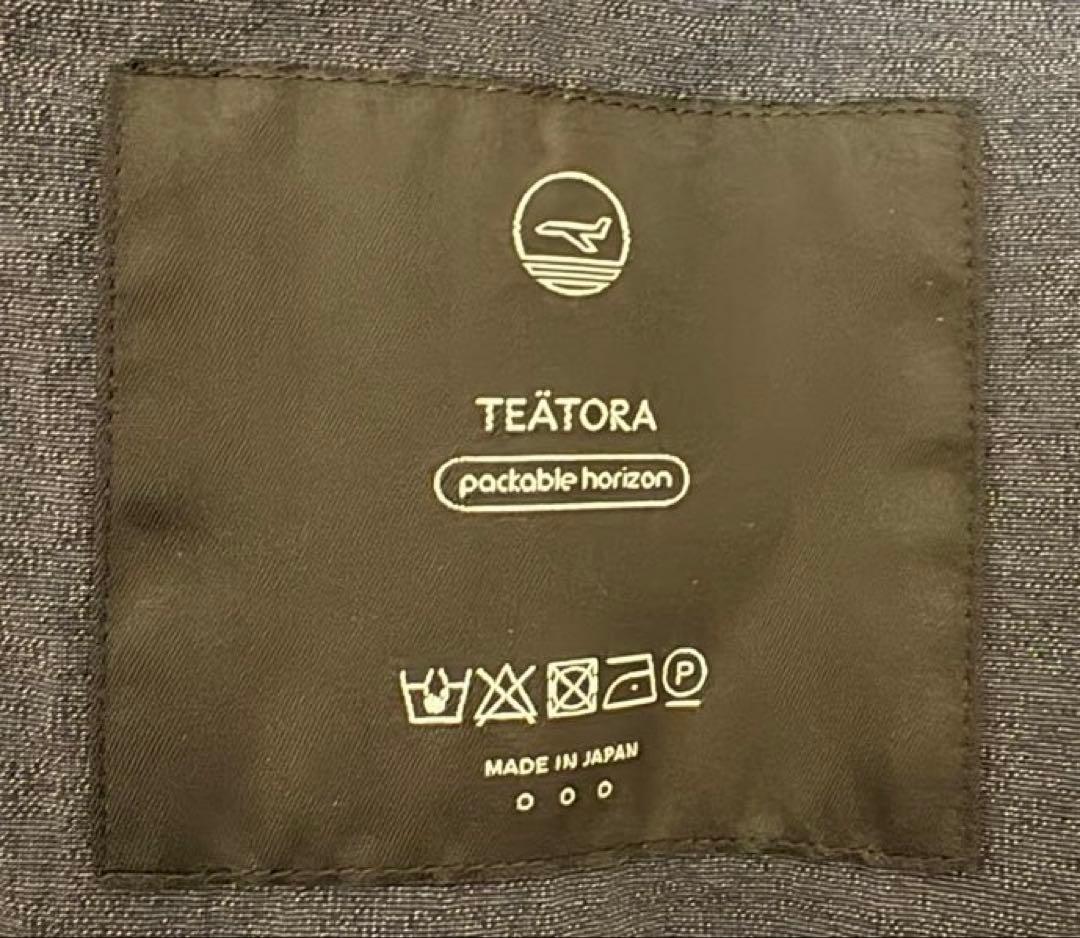 TEÄTORA
packable horizon
P
MADE IN JAPAN